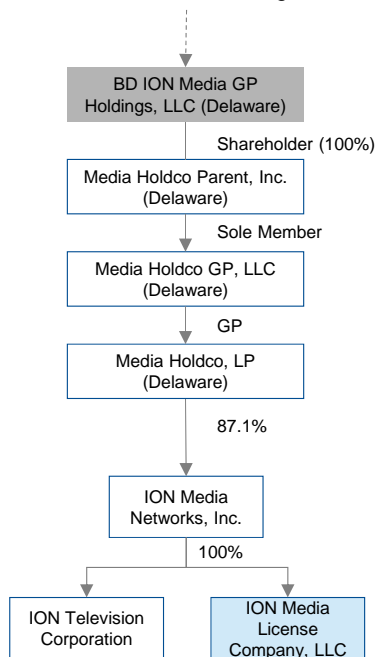 BD ION Media GP
Holdings, LLC (Delaware)
Shareholder (100%)
Media Holdco Parent, Inc.
(Delaware)
Sole Member
Media Holdco GP, LLC
(Delaware)
GP
Media Holdco, LP
(Delaware)
87.1%
ION Media
Networks, Inc.
100%
ION Television
Corporation
ION Media
License
Company, LLC